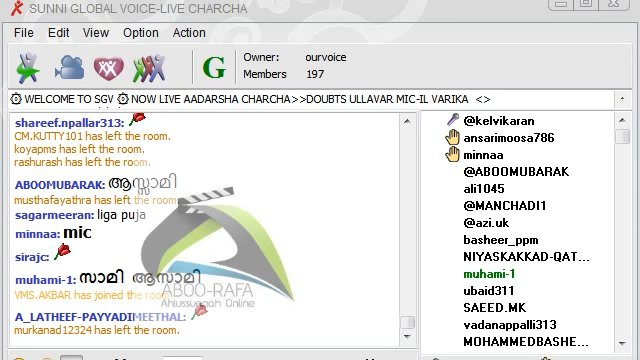 SUNNI GLOBAL VOICE-LIVE CHARCHA
File Edit View Option Action
G
Owner: ourvoice
Members 197
WELCOME TO SGV NOW LIVE AADARSHA CHARCHA>>DOUBTS ULLAVAR MIC-IL VARIKA <>
shareef.npallar313:
CM.KUTTY101 has left the room.
koyapms has left the room.
rashurash has left the room.
ABOOMUBARAK: ആസ്സാമി
musthafayathra has left the room.
sagarmeeran: liga puja
minnaa: mic
sirajc:
muhami-1: സാമി ആസാമി
VMS.AKBAR has joined the room
A_LATHEEF-PAYYADIMEETHAL:
murkanad12324 has left the room.
ABOO-RAFA
Ahlussunnah Online
@kelvikaran
ansarimoosa786
minnaa
@ABOOMUBARAK
ali1045
@MANCHADI1
@azi.uk
basheer_ppm
NIYASKAKKAD-QAT...
muhami-1
ubaid311
SAEED.MK
vadanappalli313
MOHAMMEDBASHE...